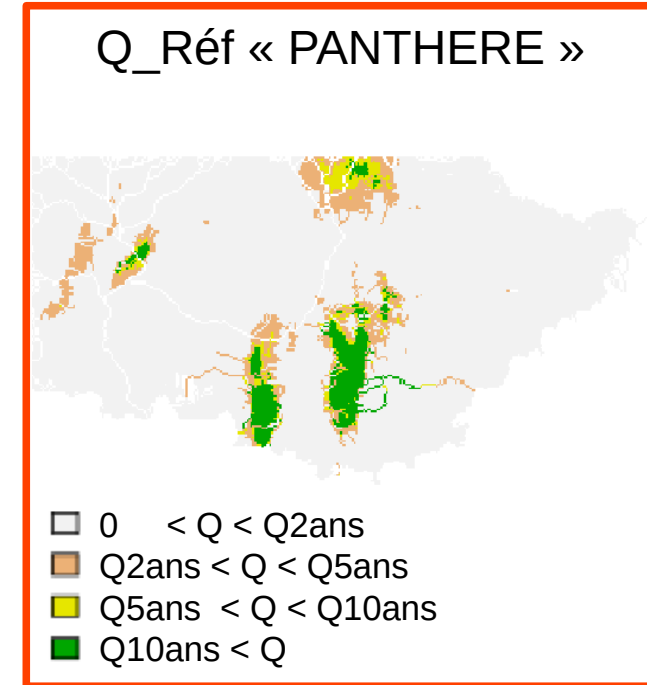 Q_Réf « PANTHERE »
0 < Q < Q2ans
Q2ans < Q < Q5ans
Q5ans < Q < Q10ans
Q10ans < Q